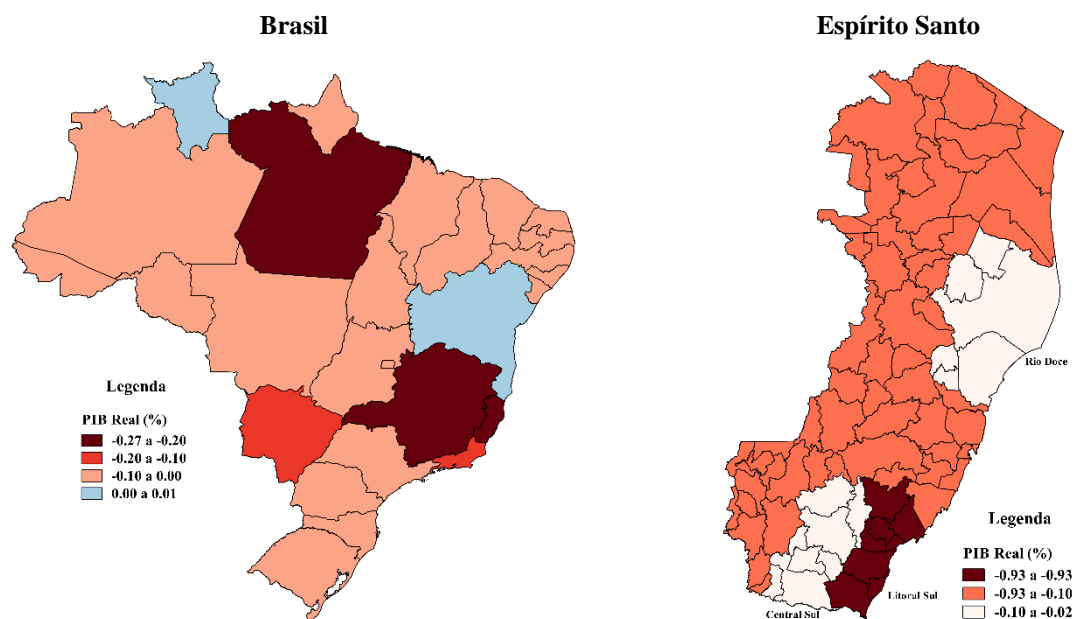 Brasil
Legenda
PIB Real (%)
-0.27 a -0.20
-0.20 a -0.10
-0.10 a 0.00
0.00 a 0.01
Espírito Santo
Rio Doce
Litoral Sul
Central Sul
Legenda
PIB Real (%)
-0.93 a -0.93
-0.93 a -0.10
-0.10 a -0.02